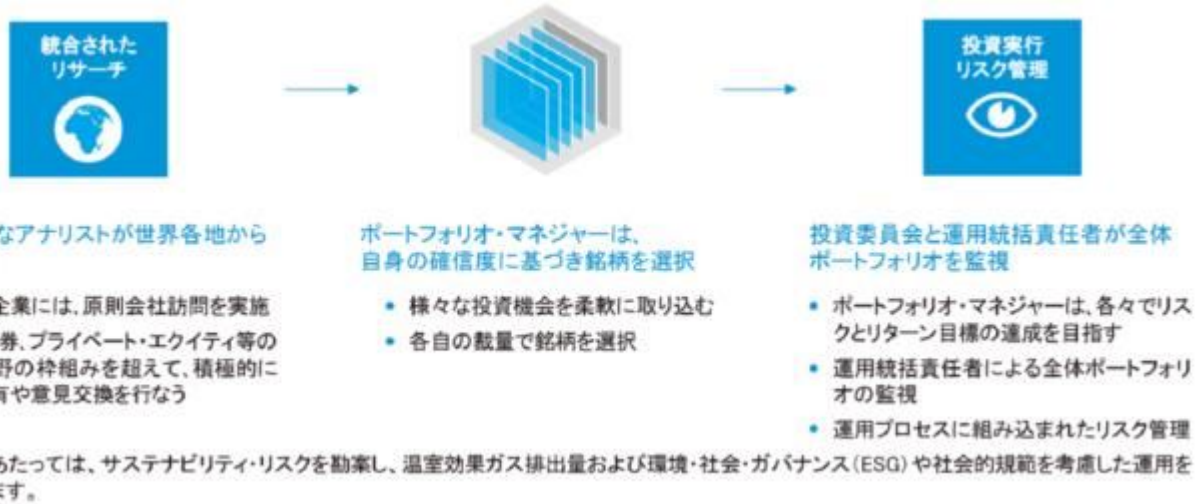 統合された
リサーチ
投資実行
リスク管理
なアナリストが世界各地から
企業には、原則会社訪問を実施
券、プライベート・エクイティ等の
野の枠組みを超えて、積極的に
有や意見交換を行なう
ポートフォリオ・マネジャーは、
自身の確信度に基づき銘柄を選択
• 様々な投資機会を柔軟に取り込む
• 各自の裁量で銘柄を選択
投資委員会と運用統括責任者が全体
ポートフォリオを監視
• ポートフォリオ・マネジャーは、各々でリス
クとリターン目標の達成を目指す
• 運用統括責任者による全体ポートフォリ
オの監視
• 運用プロセスに組み込まれたリスク管理
あたっては、サステナビリティ・リスクを勘案し、温室効果ガス排出量および環境・社会・ガバナンス（ESG）や社会的規範を考慮した運用を
ます。